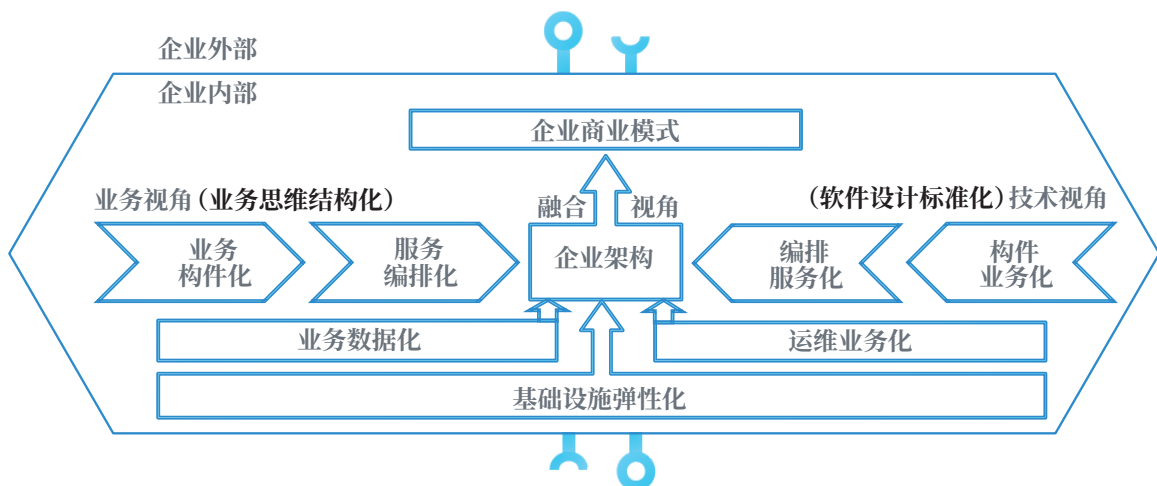 企业外部
企业内部
企业商业模式
业务视角（业务思维结构化）
融合 视角
（软件设计标准化）技术视角
业务
构件化
服务
编排化
企业架构
编排
服务化
构件
业务化
业务数据化
运维业务化
基础设施弹性化